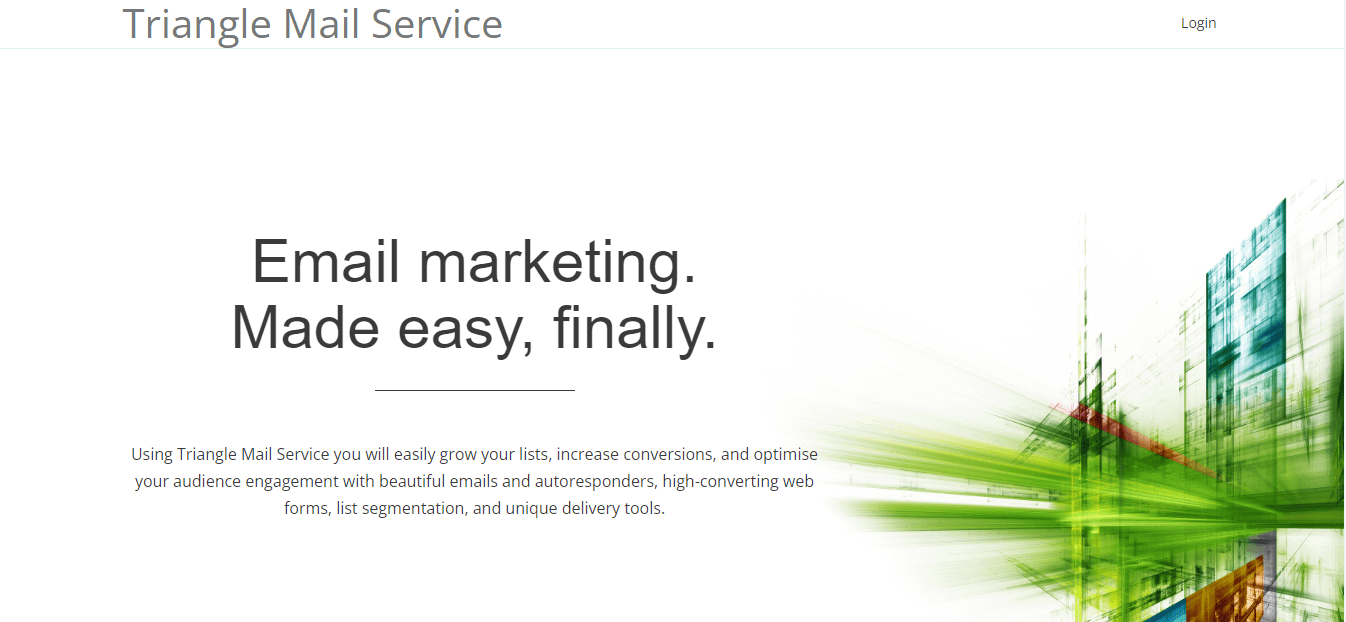 Triangle Mail Service
Login
Email marketing.
Made easy, finally.
Using Triangle Mail Service you will easily grow your lists, increase conversions, and optimise
your audience engagement with beautiful emails and autoresponders, high-converting web
forms, list segmentation, and unique delivery tools.